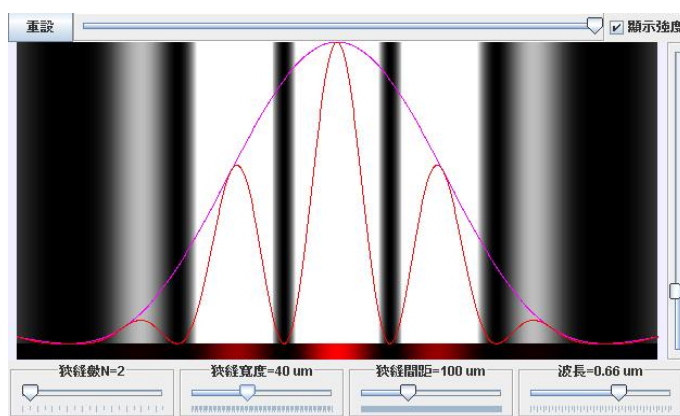 重設
顯示強度
狹縫數N=2
狹縫寬度=40 um
狹縫間距=100 um
波長=0.66 um